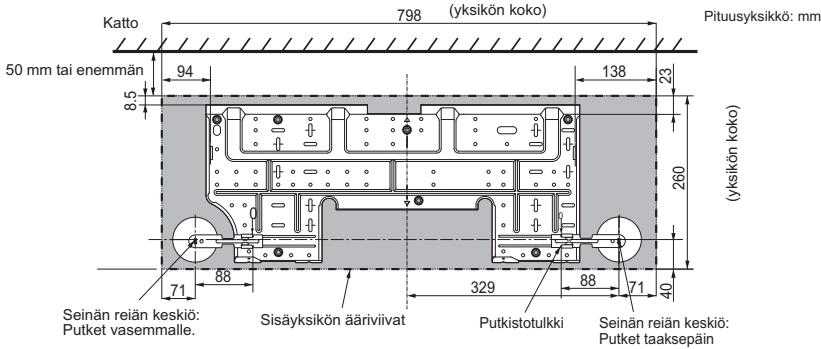 798
(yksikön koko)
Pituusyksikkö: mm
Katto
50 mm tai enemmän
94
138
23
8.5
260
(yksikön koko)
88
71
329
88
71
40
Seinän reiän keskiö:
Putket vasemmalle.
Sisäyksikön ääriviivat
Putkistotulkki
Seinän reiän keskiö:
Putket taaksepäin